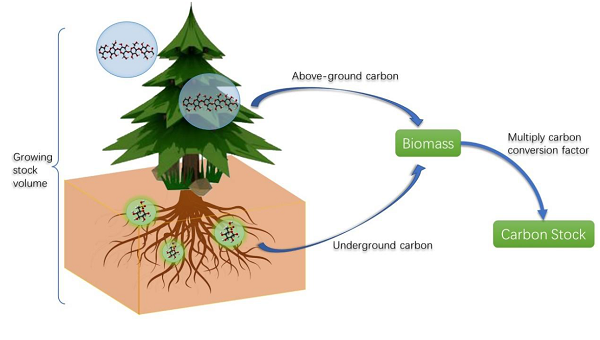 Above-ground carbon
Biomass
Multiply carbon
conversion factor
Growing
stock
volume
Carbon Stock
Underground carbon